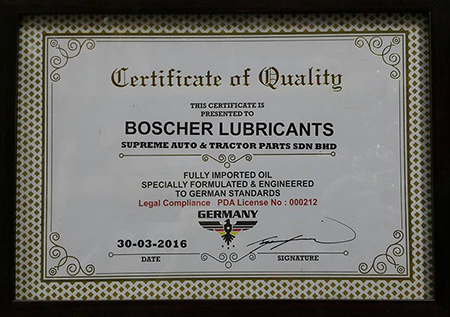 Certificate of Quality
THIS CERTIFICATE IS
PRESENTED TO
BOSCHER LUBRICANTS
SUPREME AUTO & TRACTOR PARTS SDN BHD
FULLY IMPORTED OIL
SPECIALLY FORMULATED & ENGINEERED
TO GERMAN STANDARDS
Legal Compliance PDA License No : 000212
GERMANY
30-03-2016
DATE SIGNATURE